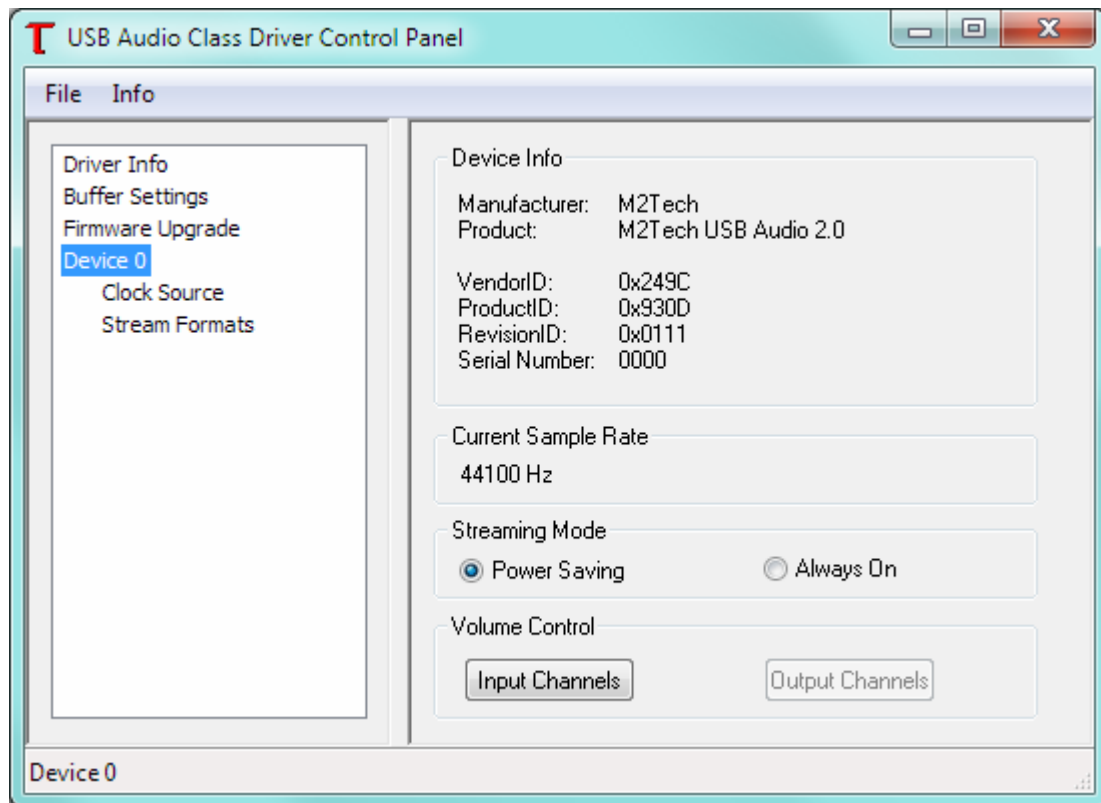 USB Audio Class Driver Control Panel
File Info
Driver Info
Buffer Settings
Firmware Upgrade
Device 0
Clock Source
Stream Formats
Device Info
Manufacturer: M2Tech
Product: M2Tech USB Audio 2.0
VendorID: 0x249C
ProductID: 0x930D
RevisionID: 0x0111
Serial Number: 0000
Current Sample Rate
44100 Hz
Streaming Mode
Power Saving Always On
Volume Control
Input Channels Output Channels
Device 0